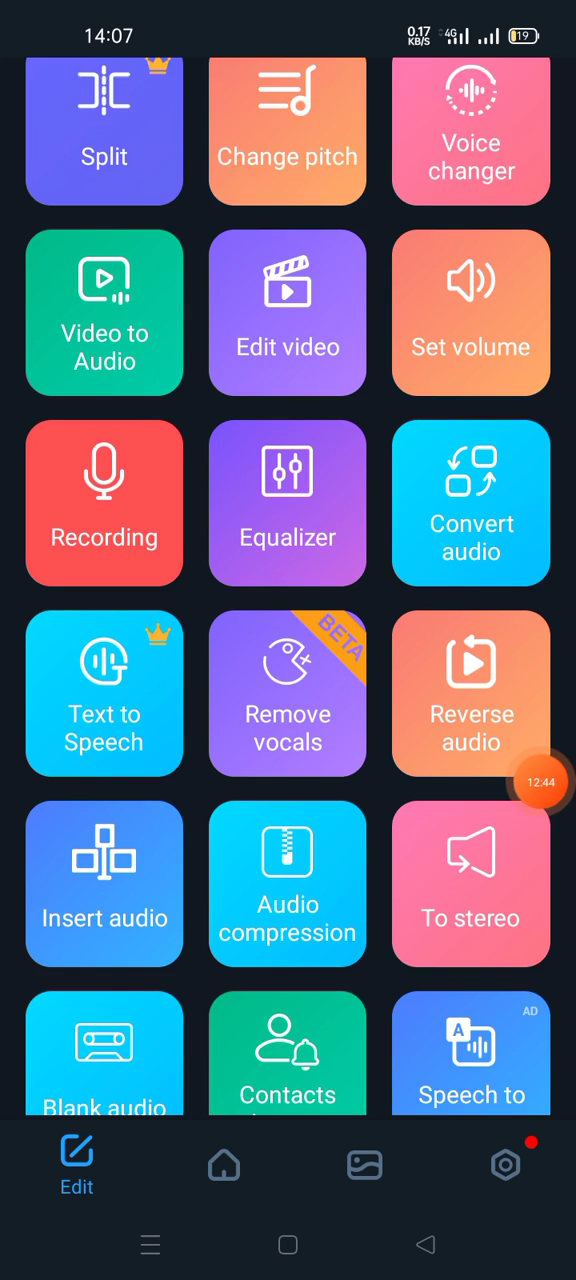 14:07
0.17
KB/S
4G
19
Split
Change pitch
Voice
changer
Video to
Audio
Edit video
Set volume
Recording
Equalizer
Convert
audio
Text to
Speech
BETA
Remove
vocals
Reverse
audio
12:44
Insert audio
Audio
compression
To stereo
Blank audio
Contacts
AD
A
Speech to
Edit